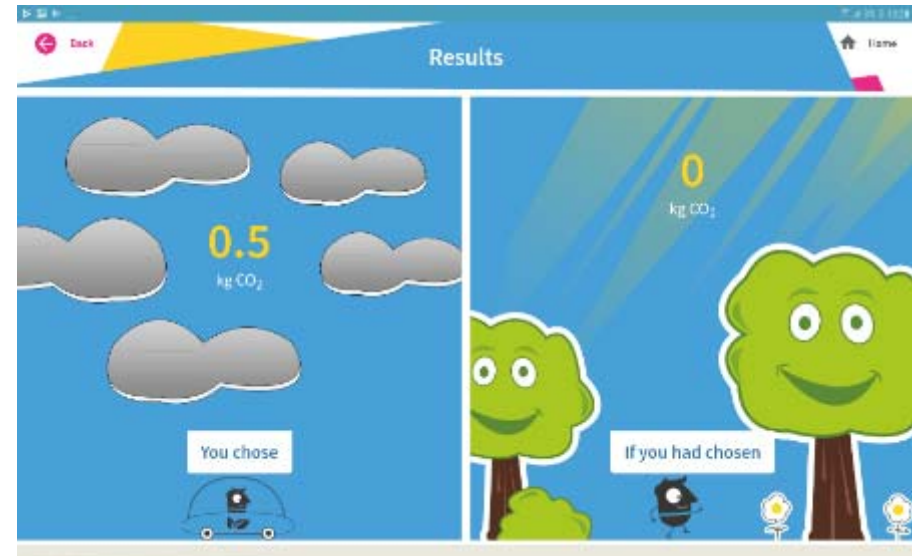 Back
Results
Home
0.5
kg CO₂
You chose
0
kg CO₂
If you had chosen